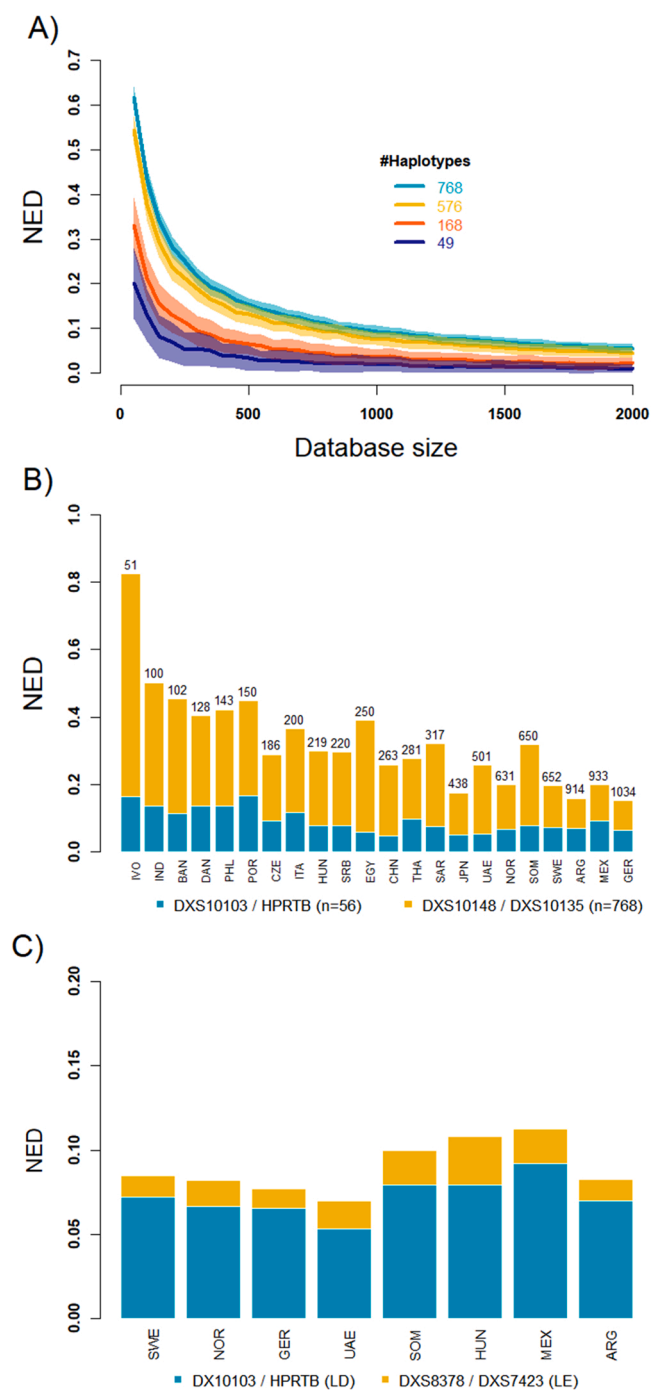 A)
0.7
0.6
0.5
0.4
0.3
0.2
0.1
0.0
NED
#Haplotypes
768
576
168
49
0 500 1000 1500 2000
Database size
B)
1.0
0.8
0.6
0.4
0.2
0.0
NED
51 100 102 128 143 150 186 200 219 220 250 263 281 317 438 501 631 650 652 914 933 1034
IVO IND BAN DAN PHL POR CZE ITA HUN SRB EGY CHN THA SAR JPN UAE NOR SOM SWE ARG MEX GER
DXS10103 / HPRTB (n=56) DXS10148 / DXS10135 (n=768)
C)
0.20
0.15
0.10
0.05
0.00
NED
SWE NOR GER UAE SOM HUN MEX ARG
DX10103 / HPRTB (LD) DXS8378 / DXS7423 (LE)